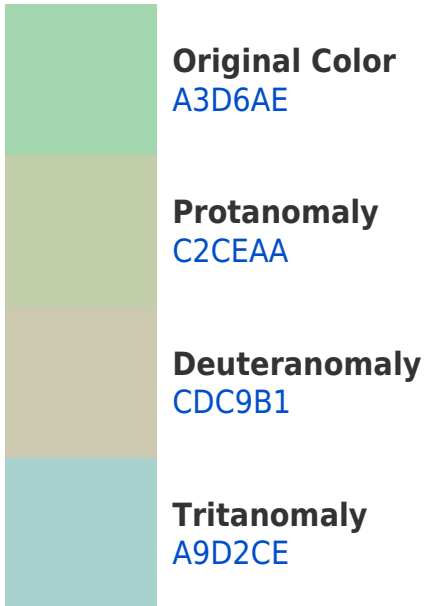 Original Color
A3D6AE
Protanomaly
C2CEAA
Deuteranomaly
CDC9B1
Tritanomaly
A9D2CE